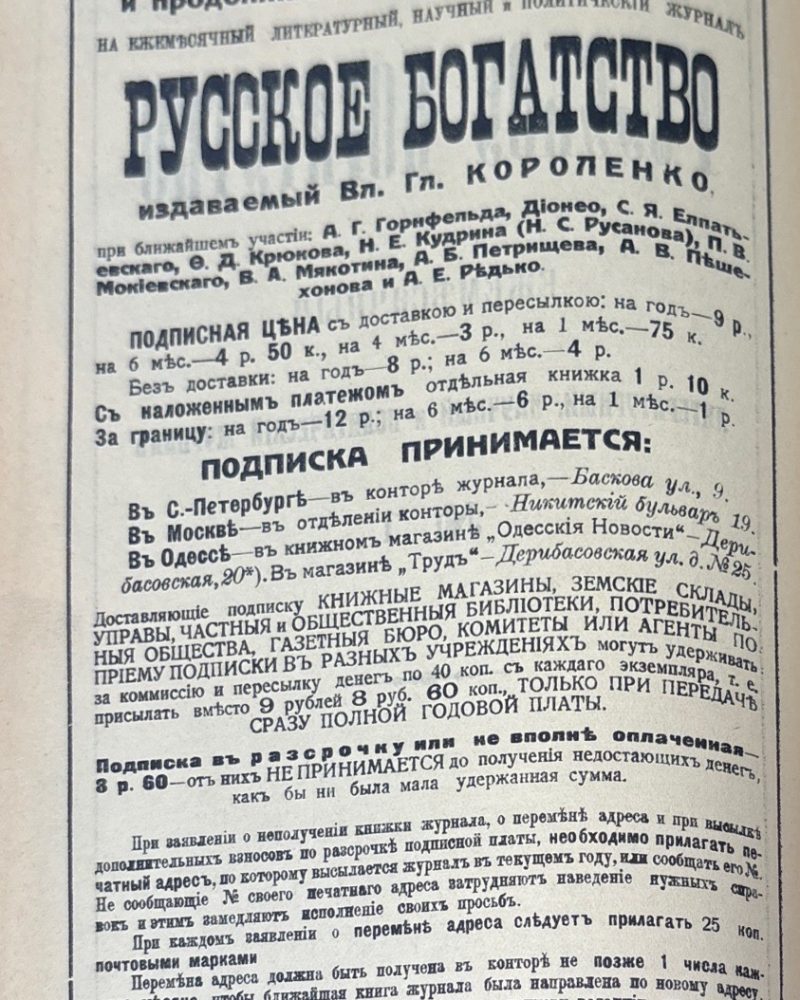 и
НА ЕЖЕМѢСЯЧНЫЙ ЛИТЕРАТУРНЫЙ, НАУЧНЫЙ и ПОЛИТИЧЕСКІЙ ЖУРНАЛЪ
РУССКОЕ БОГАТСТВО
издаваемый Вл. Гл. КОРОЛЕНКО,
при ближайшемъ участіи: А. Г. Горнфельда, Діонео, С. Я. Елпать-
евскаго, Ѳ. Д. Крюкова, Н. Е. Кудрина (Н. С. Русанова), П. В.
Мокіевскаго, В. А. Мякотина, А. Б. Петрищева, А. В. Пѣше-
хонова и А. Е. Рѣдько.
ПОДПИСНАЯ ЦѢНА съ доставкою и пересылкою: на годъ—9 р.,
на 6 мѣс.—4 р. 50 к., на 4 мѣс.—3 р., на 1 мѣс.—75 к.
Безъ доставки: на годъ—8 р.; на 6 мѣс.—4 р.
Съ наложеннымъ платежомъ отдѣльная книжка 1 р. 10 к.
За границу: на годъ—12 р.; на 6 мѣс.—6 р., на 1 мѣс.—1 р.
ПОДПИСКА ПРИНИМАЕТСЯ:
Въ С.-Петербургѣ—въ конторѣ журнала,—Баскова ул., 9.
Въ Москвѣ—въ отдѣленіи конторы,—Никитскій бульваръ 19.
Въ Одессѣ—въ книжномъ магазинѣ „Одесскія Новости“—Дери-
басовская, 20*). Въ магазинѣ „Трудъ“—Дерибасовская ул. д. № 25.
Доставляющіе подписку КНИЖНЫЕ МАГАЗИНЫ, ЗЕМСКІЕ СКЛАДЫ,
УПРАВЫ, ЧАСТНЫЯ и ОБЩЕСТВЕННЫЯ БИБЛІОТЕКИ, ПОТРЕБИТЕЛЬ-
НЫЯ ОБЩЕСТВА, ГАЗЕТНЫЯ БЮРО, КОМИТЕТЫ ИЛИ АГЕНТЫ ПО
ПРІЕМУ ПОДПИСКИ ВЪ РАЗНЫХЪ УЧРЕЖДЕНІЯХЪ могутъ удерживать
за коммиссію и пересылку денегъ по 40 коп. съ каждаго экземпляра, т. е.
присылать вмѣсто 9 рублей 8 руб. 60 коп., ТОЛЬКО ПРИ ПЕРЕДАЧѢ
СРАЗУ ПОЛНОЙ ГОДОВОЙ ПЛАТЫ.
Подписка въ разсрочку или не вполнѣ оплаченная—
8 р. 60—отъ нихъ НЕ ПРИНИМАЕТСЯ до полученія недостающихъ денегъ,
какъ бы ни была мала удержанная сумма.
При заявленіи о неполученіи книжки журнала, о перемѣнѣ адреса и при высылкѣ
дополнительныхъ взносовъ по разсрочкѣ подписной платы, необходимо прилагать пе-
чатный адресъ, по которому высылается журналъ въ текущемъ году, или сообщать его №.
Не сообщающіе № своего печатнаго адреса затрудняютъ наведеніе нужныхъ спра-
вокъ и этимъ замедляютъ исполненіе своихъ просьбъ.
При каждомъ заявленіи о перемѣнѣ адреса слѣдуетъ прилагать 25 коп.
почтовыми марками
Перемѣна адреса должна быть получена въ конторѣ не позже 1 числа каж-
чтобы ближайшая книга журнала была направлена по новому адресу.